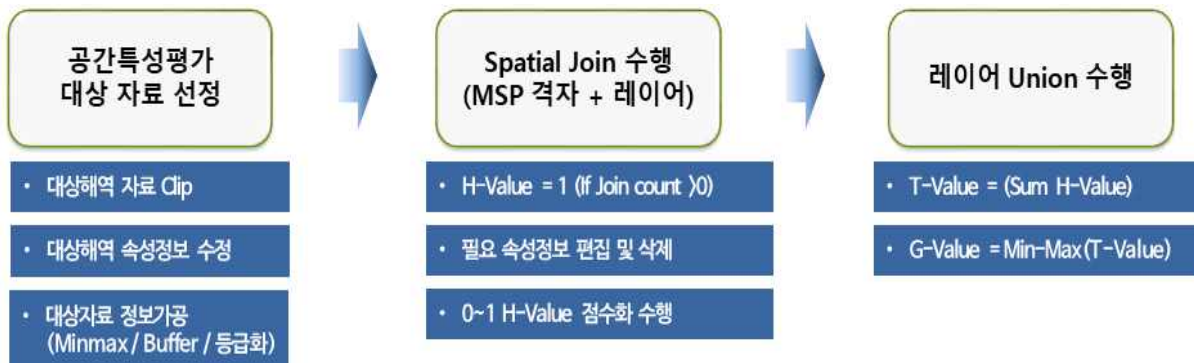 공간특성평가
대상 자료 선정
• 대상해역 자료 Clip
• 대상해역 속성정보 수정
• 대상자료 정보가공
(Minmax / Buffer / 등급화)
Spatial Join 수행
(MSP 격자 + 레이어)
• H-Value = 1 (If Join count >0)
• 필요 속성정보 편집 및 삭제
• 0~1 H-Value 점수화 수행
레이어 Union 수행
• T-Value = (Sum H-Value)
• G-Value = Min-Max(T-Value)